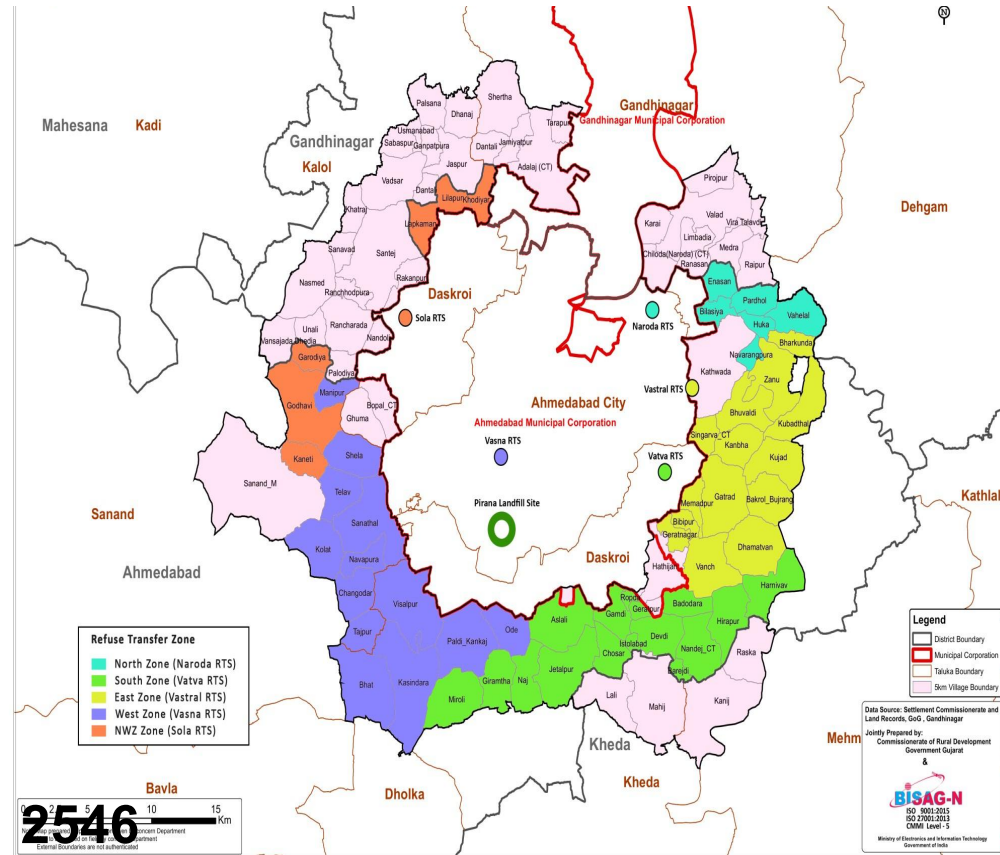 N
Mahesana
Kadi
Gandhinagar
Kalol
Gandhinagar
Gandhinagar Municipal Corporation
Dehgam
Shertha
Palsana
Dhanaj
Tarapur
Usmanabad
Sabaspur
Ganpatpura
Dantali
Jamiyatpur
Jaspur
Adalaj (CT)
Vadsar
Dantali
Lilapur
Khodiyar
Khatraj
Lapkaman
Sanavad
Santej
Rakanpur
Nasmed
Ranchhodpura
Daskroi
Sola RTS
Unali
Rancharada
Nandoli
Vansajada Dhedia
Garodiya
Palodiya
Pirojpur
Karai
Valad
Vira Talavdi
Limbadia
Medra
Chiloda(Naroda) (CT)
Ranasan
Raipur
Enasan
Pardhol
Bilasiya
Vahelal
Huka
Naroda RTS
Bharkunda
Navarangpura
Kathwada
Zanu
Vastral RTS
Manipur
Godhavi
Bopal_CT
Ghuma
Ahmedabad City
Ahmedabad Municipal Corporation
Bhuvaldi
Kubadthal
Singarva_CT
Kanbha
Vasna RTS
Vatva RTS
Kaneti
Shela
Kujad
Sanand_M
Telav
Gatrad
Bakrol_Bujrang
Memadpur
Pirana Landfill Site
Sanand
Sanathal
Bibipur
Geratnagar
Kathlal
Kolat
Navapura
Daskroi
Dhamatvan
Ahmedabad
Hathijan
Vanch
Changodar
Visalpur
Harnivav
Ropda
Geratpur
Badodara
Aslali
Gamdi
Hirapur
Tajpur
Paldi_Kankaj
Ode
Istolabad
Devdi
Nandej_CT
Chosar
Raska
Bhat
Kasindara
Giramtha
Naj
Jetalpur
Barejdi
Miroli
Lali
Mahij
Kanij
Kheda
Kheda
Mehm
Bavla
Dholka
Refuse Transfer Zone
North Zone (Naroda RTS)
South Zone (Vatva RTS)
East Zone (Vastral RTS)
West Zone (Vasna RTS)
NWZ Zone (Sola RTS)
Legend
District Boundary
Municipal Corporation
Taluka Boundary
5km Village Boundary
Data Source: Settlement Commissionerate and
Land Records, GoG , Gandhinagar
Jointly Prepared by:
Commissionerate of Rural Development
Government Gujarat
&
BISAG-N
ISO 9001:2015
ISO 27001:2013
CMMI Level - 5
Ministry of Electronics and Information Technology
Government of India
0 5 10 15
Km
2546
External Boundaries are not authenticated